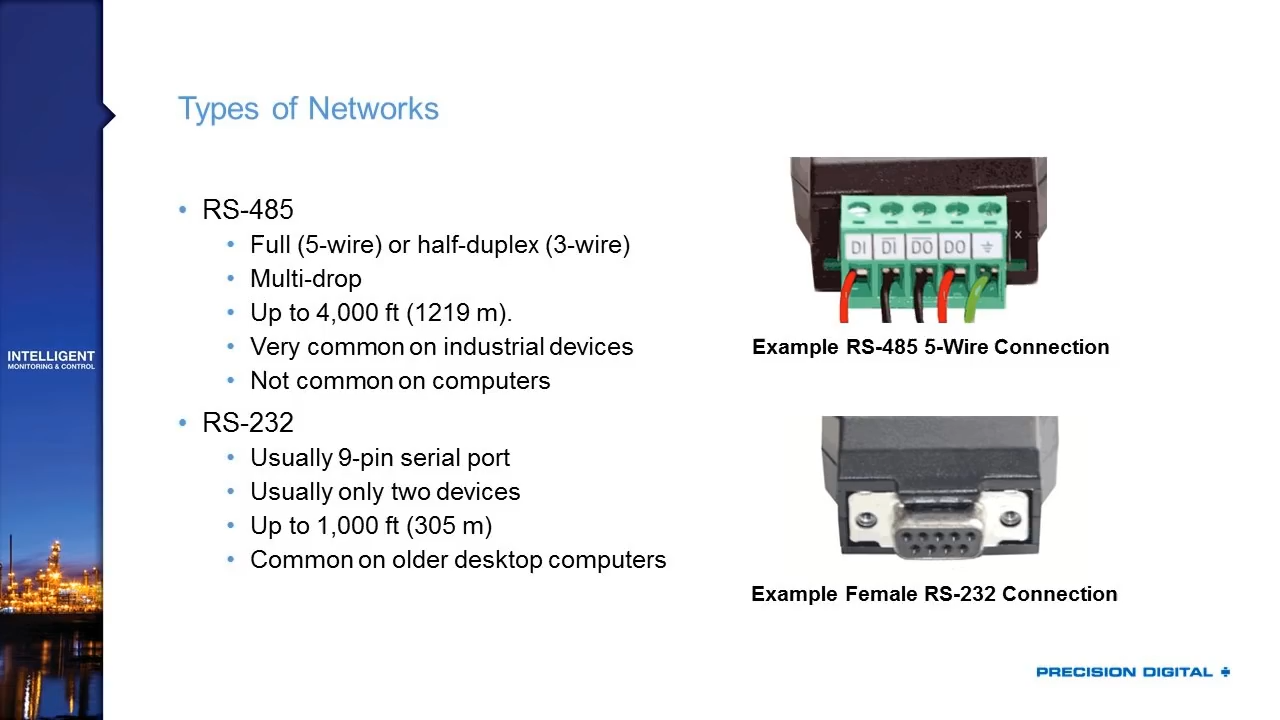 Types of Networks
• RS-485
• Full (5-wire) or half-duplex (3-wire)
• Multi-drop
• Up to 4,000 ft (1219 m).
• Very common on industrial devices
• Not common on computers
• RS-232
• Usually 9-pin serial port
• Usually only two devices
• Up to 1,000 ft (305 m)
• Common on older desktop computers
DI D̅I̅ D̅O̅ DO ⏚ x
Example RS-485 5-Wire Connection
Example Female RS-232 Connection
INTELLIGENT
MONITORING & CONTROL
PRECISION DIGITAL